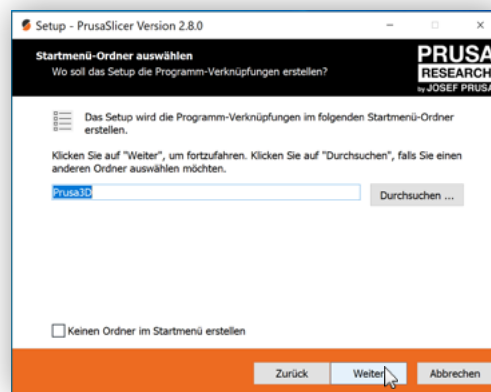 Setup - PrusaSlicer Version 2.8.0
Startmenü-Ordner auswählen
Wo soll das Setup die Programm-Verknüpfungen erstellen?
PRUSA
RESEARCH
by JOSEF PRUSA
Das Setup wird die Programm-Verknüpfungen im folgenden Startmenü-Ordner
erstellen.
Klicken Sie auf "Weiter", um fortzufahren. Klicken Sie auf "Durchsuchen", falls Sie einen
anderen Ordner auswählen möchten.
Prusa3D
Durchsuchen ...
Keinen Ordner im Startmenü erstellen
Zurück
Weiter
Abbrechen